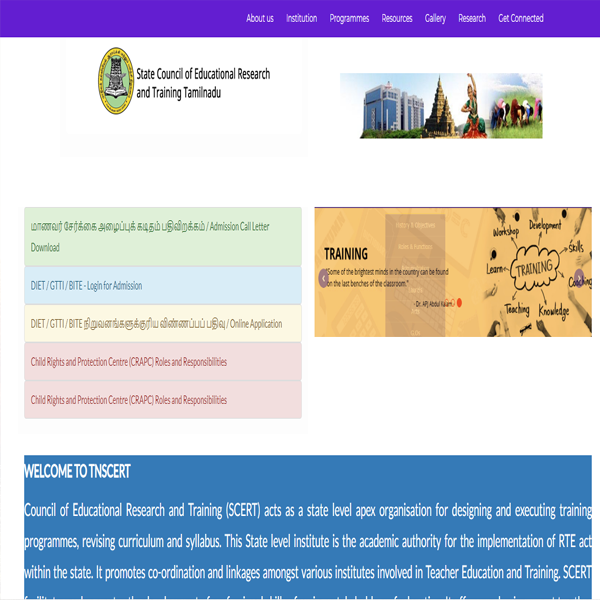 About us Institution Programmes Resources Gallery Research Get Connected
State Council of Educational Research
and Training Tamilnadu
மாணவர் சேர்க்கை அழைப்புக் கடிதம் பதிவிறக்கம் / Admission Call Letter
Download
DIET / GTTI / BITE - Login for Admission
DIET / GTTI / BITE நிறுவனங்களுக்குரிய விண்ணப்பப் பதிவு / Online Application
Child Rights and Protection Centre (CRAPC) Roles and Responsibilities
Child Rights and Protection Centre (CRAPC) Roles and Responsibilities
History & Objectives
Roles & Functions
TRAINING
"Some of the brightest minds in the country can be found
on the last benches of the classroom."
- Dr. APJ Abdul Kalam
Workshop
Development
Skills
Learn
TRAINING
Coaching
Teaching
Knowledge
WELCOME TO TNSCERT
Council of Educational Research and Training (SCERT) acts as a state level apex organisation for designing and executing training
programmes, revising curriculum and syllabus. This State level institute is the academic authority for the implementation of RTE act
within the state. It promotes co-ordination and linkages amongst various institutes involved in Teacher Education and Training. SCERT